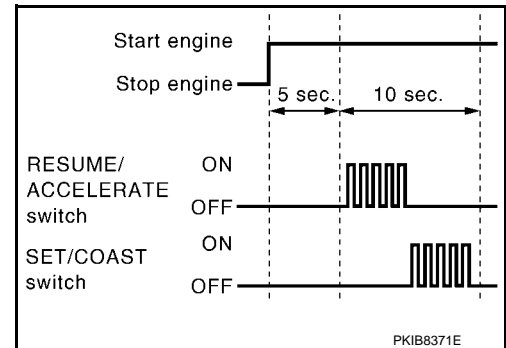 Start engine
Stop engine
5 sec. 10 sec.
RESUME/ ON
ACCELERATE
switch OFF
SET/COAST ON
switch OFF
PKIB8371E